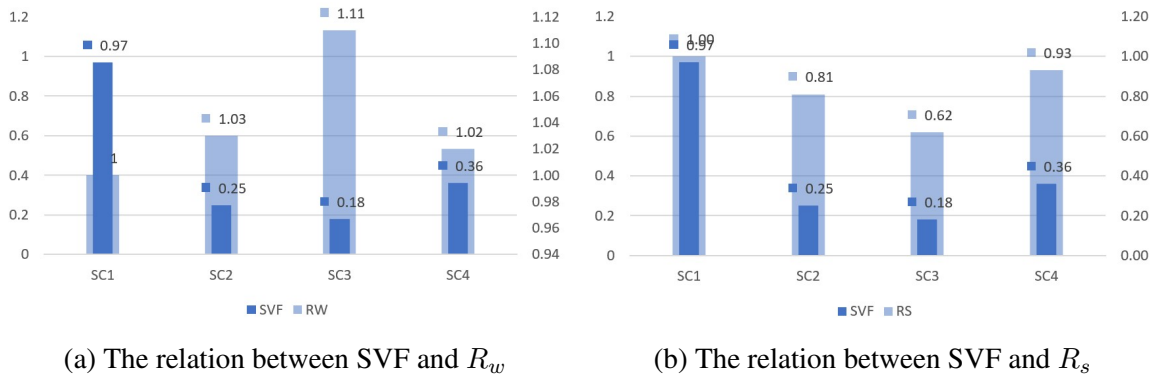 1.2 1.12 1.2 1.20
1.11
0.97 1.00
0.97 0.93
1 1.10 1 1.00
0.81
0.8 1.08 0.8 0.80
1.03 1.02 0.62
0.6 1.06 0.6 0.60
1.04
1 0.36 0.36
0.4 1.02 0.4 0.40
0.25 0.18 0.25 0.18
1.00
0.2 0.98 0.2 0.20
0.96
0 0.94 0 0.00
SC1 SC2 SC3 SC4 SC1 SC2 SC3 SC4
SVF RW SVF RS
(a) The relation between SVF and Rw (b) The relation between SVF and Rs